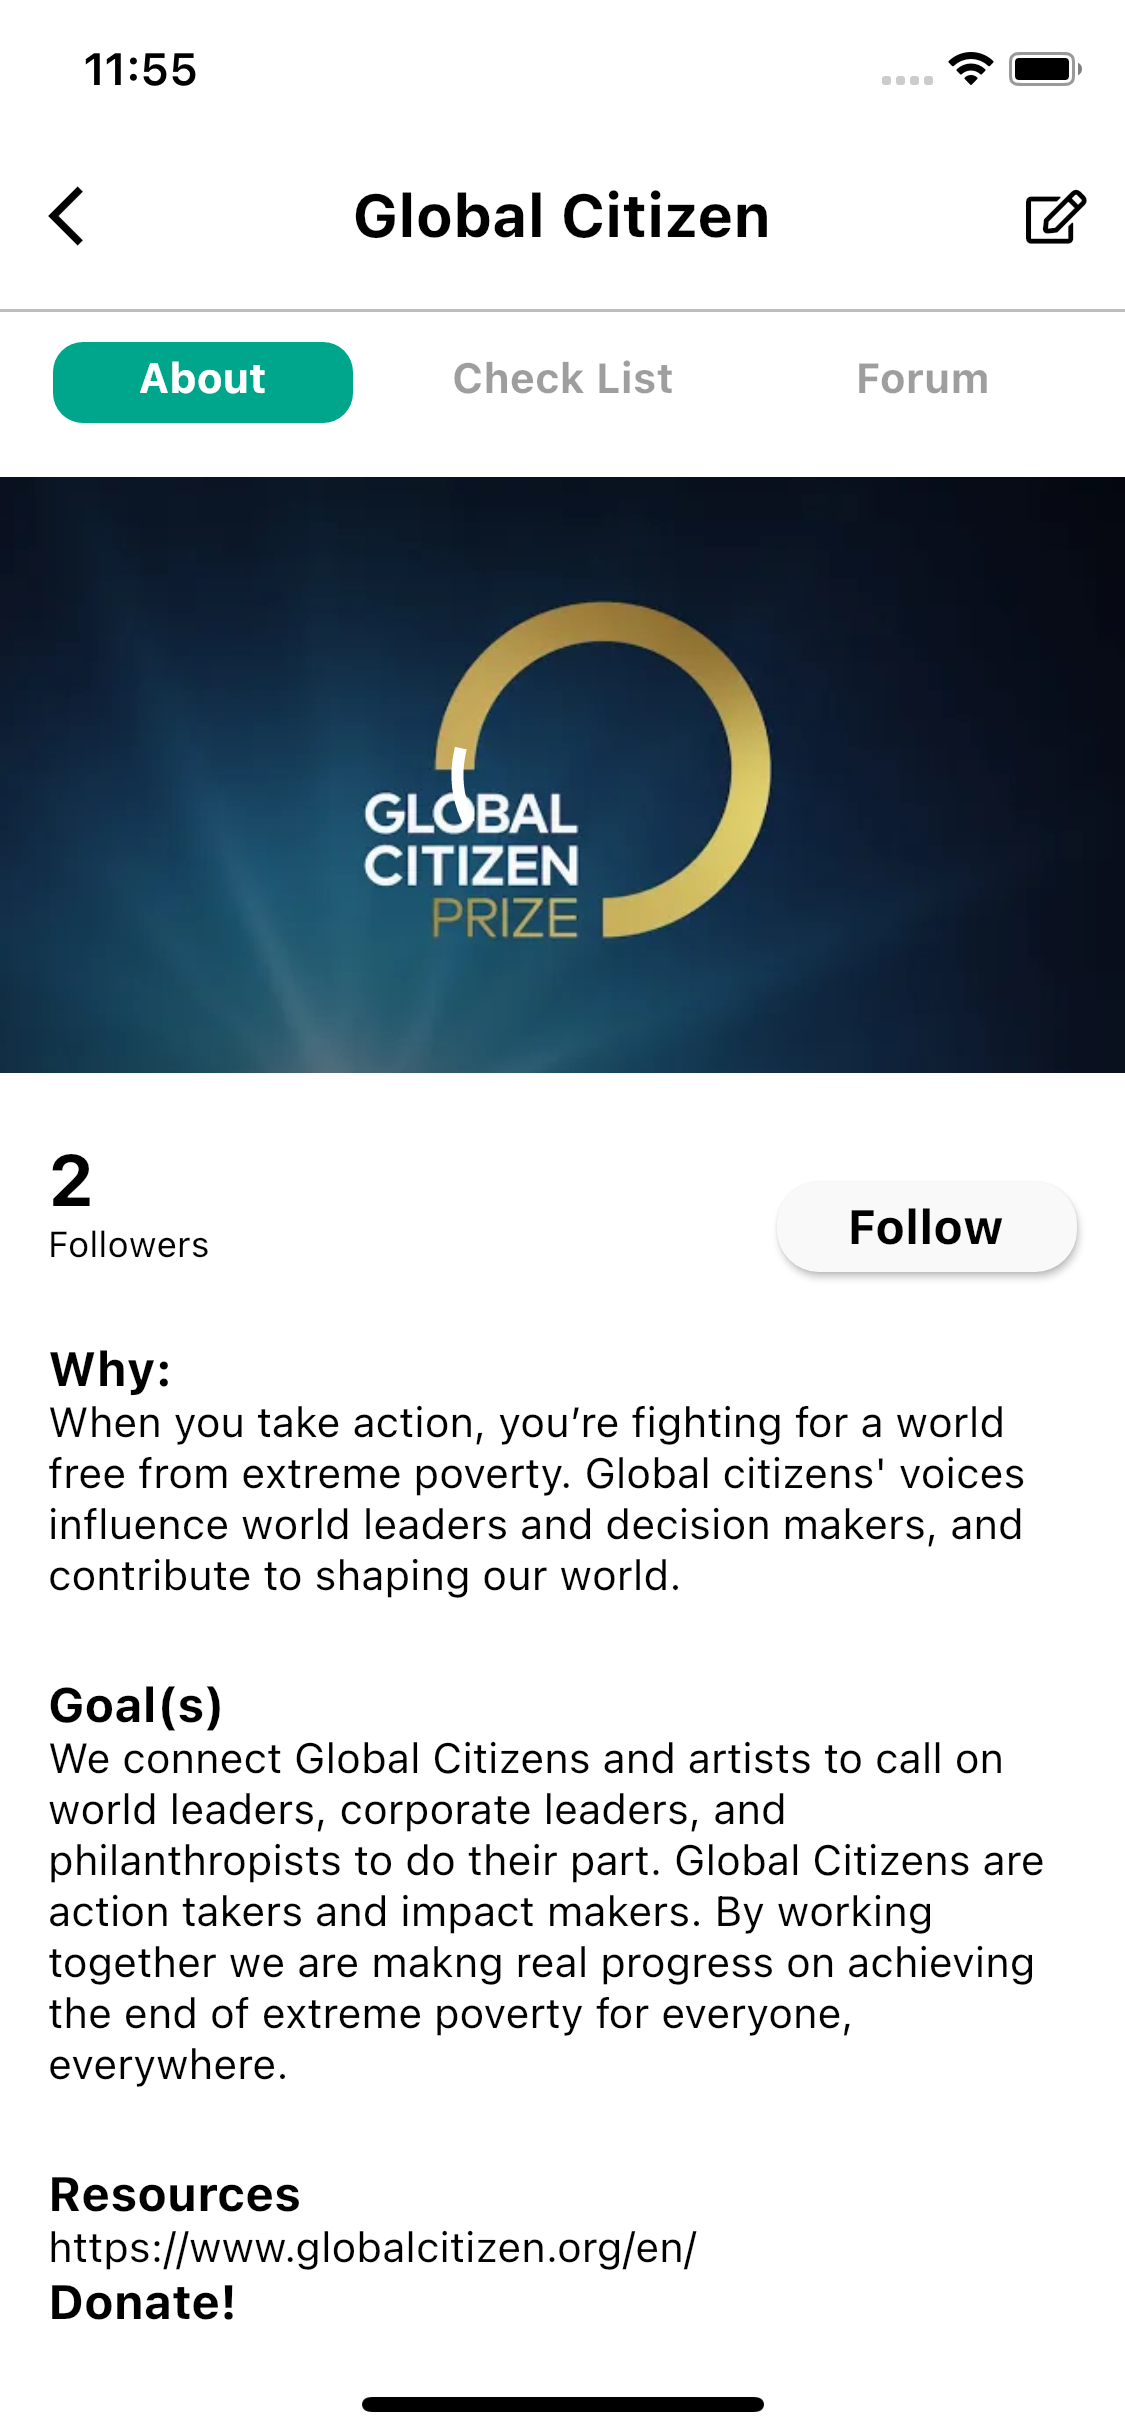 11:55
Global Citizen
About Check List Forum
GLOBAL
CITIZEN
PRIZE
2
Followers
Follow
Why:
When you take action, you’re fighting for a world
free from extreme poverty. Global citizens' voices
influence world leaders and decision makers, and
contribute to shaping our world.
Goal(s)
We connect Global Citizens and artists to call on
world leaders, corporate leaders, and
philanthropists to do their part. Global Citizens are
action takers and impact makers. By working
together we are makng real progress on achieving
the end of extreme poverty for everyone,
everywhere.
Resources
https://www.globalcitizen.org/en/
Donate!